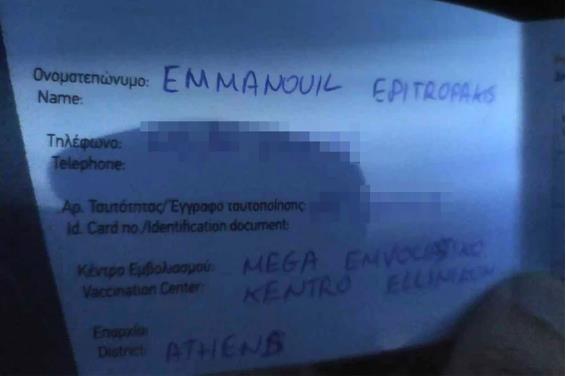 Ονοματεπώνυμο: EMMANOUIL EPITROPAKIS
Name:
Τηλέφωνο:
Telephone:
Αρ. Ταυτότητας/Έγγραφο ταυτοποίησης
Id. Card no./Identification document:
Κέντρο Εμβολιασμού: MEGA EMVOLIASTIKO
Vaccination Center: KENTRO ELLINIKON
Επαρχία:
District: ATHENS